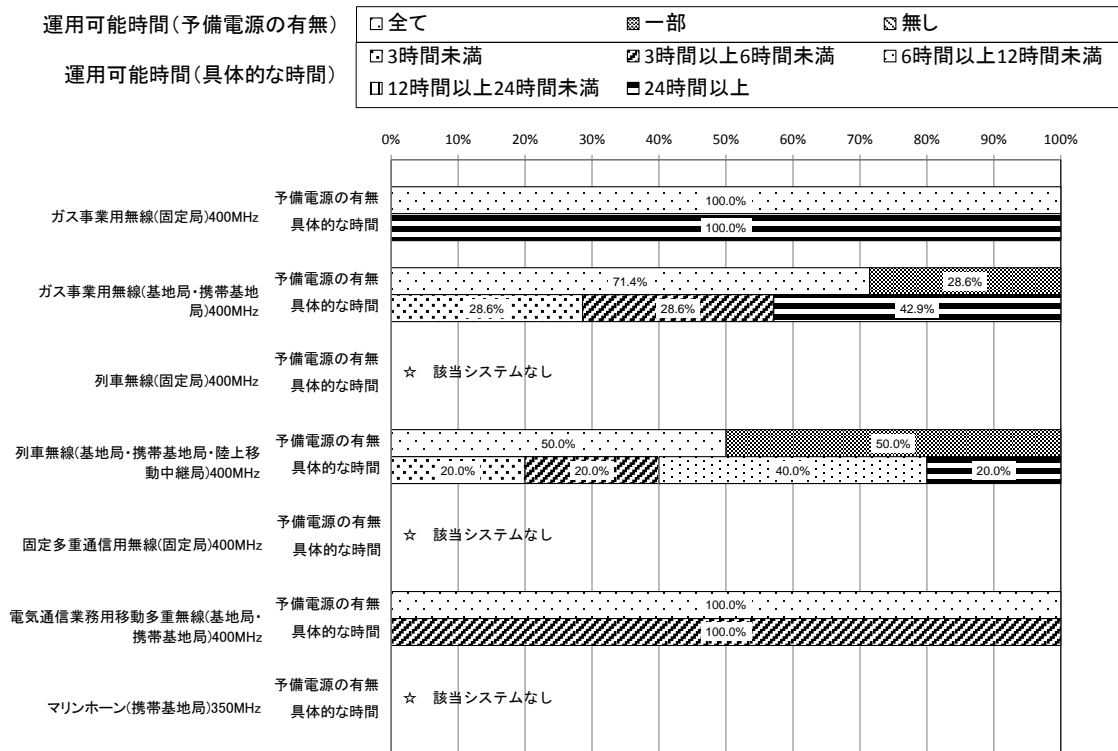 運用可能時間(予備電源の有無) 全て 一部 無し
運用可能時間(具体的な時間) 3時間未満 3時間以上6時間未満 6時間以上12時間未満
12時間以上24時間未満 24時間以上
0% 10% 20% 30% 40% 50% 60% 70% 80% 90% 100%
ガス事業用無線(固定局)400MHz
予備電源の有無 100.0%
具体的な時間 100.0%
ガス事業用無線(基地局・携帯基地
局)400MHz
予備電源の有無 71.4% 28.6%
具体的な時間 28.6% 28.6% 42.9%
列車無線(固定局)400MHz
予備電源の有無
具体的な時間
☆ 該当システムなし
列車無線(基地局・携帯基地局・陸上移
動中継局)400MHz
予備電源の有無 50.0% 50.0%
具体的な時間 20.0% 20.0% 40.0% 20.0%
固定多重通信用無線(固定局)400MHz
予備電源の有無
具体的な時間
☆ 該当システムなし
電気通信業務用移動多重無線(基地局・
携帯基地局)400MHz
予備電源の有無 100.0%
具体的な時間 100.0%
マリンホーン(携帯基地局)350MHz
予備電源の有無
具体的な時間
☆ 該当システムなし